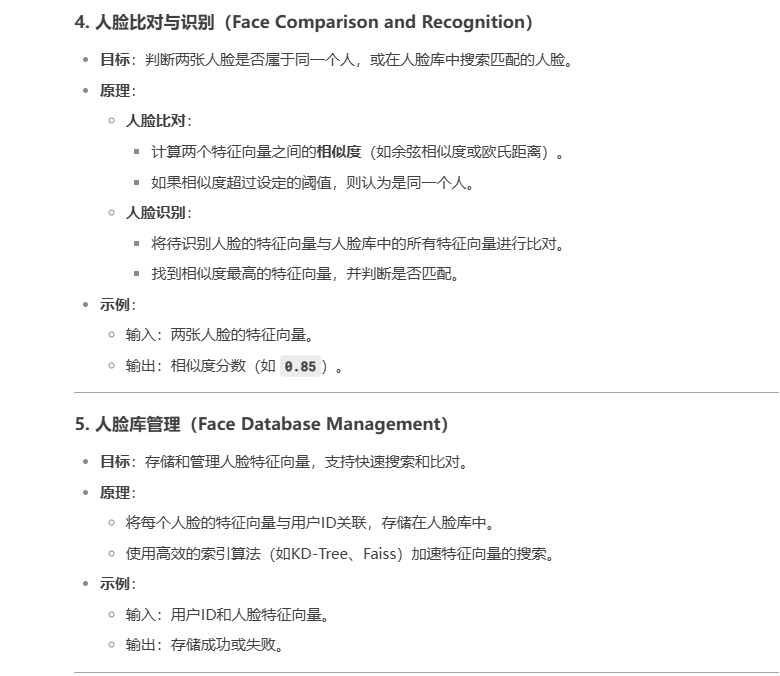 4. 人脸比对与识别（Face Comparison and Recognition）
目标：判断两张人脸是否属于同一个人，或在人脸库中搜索匹配的人脸。
原理：
人脸比对：
计算两个特征向量之间的相似度（如余弦相似度或欧氏距离）。
如果相似度超过设定的阈值，则认为是同一个人。
人脸识别：
将待识别人脸的特征向量与人脸库中的所有特征向量进行比对。
找到相似度最高的特征向量，并判断是否匹配。
示例：
输入：两张人脸的特征向量。
输出：相似度分数（如 0.85）。
5. 人脸库管理（Face Database Management）
目标：存储和管理人脸特征向量，支持快速搜索和比对。
原理：
将每个人脸的特征向量与用户ID关联，存储在人脸库中。
使用高效的索引算法（如KD-Tree、Faiss）加速特征向量的搜索。
示例：
输入：用户ID和人脸特征向量。
输出：存储成功或失败。